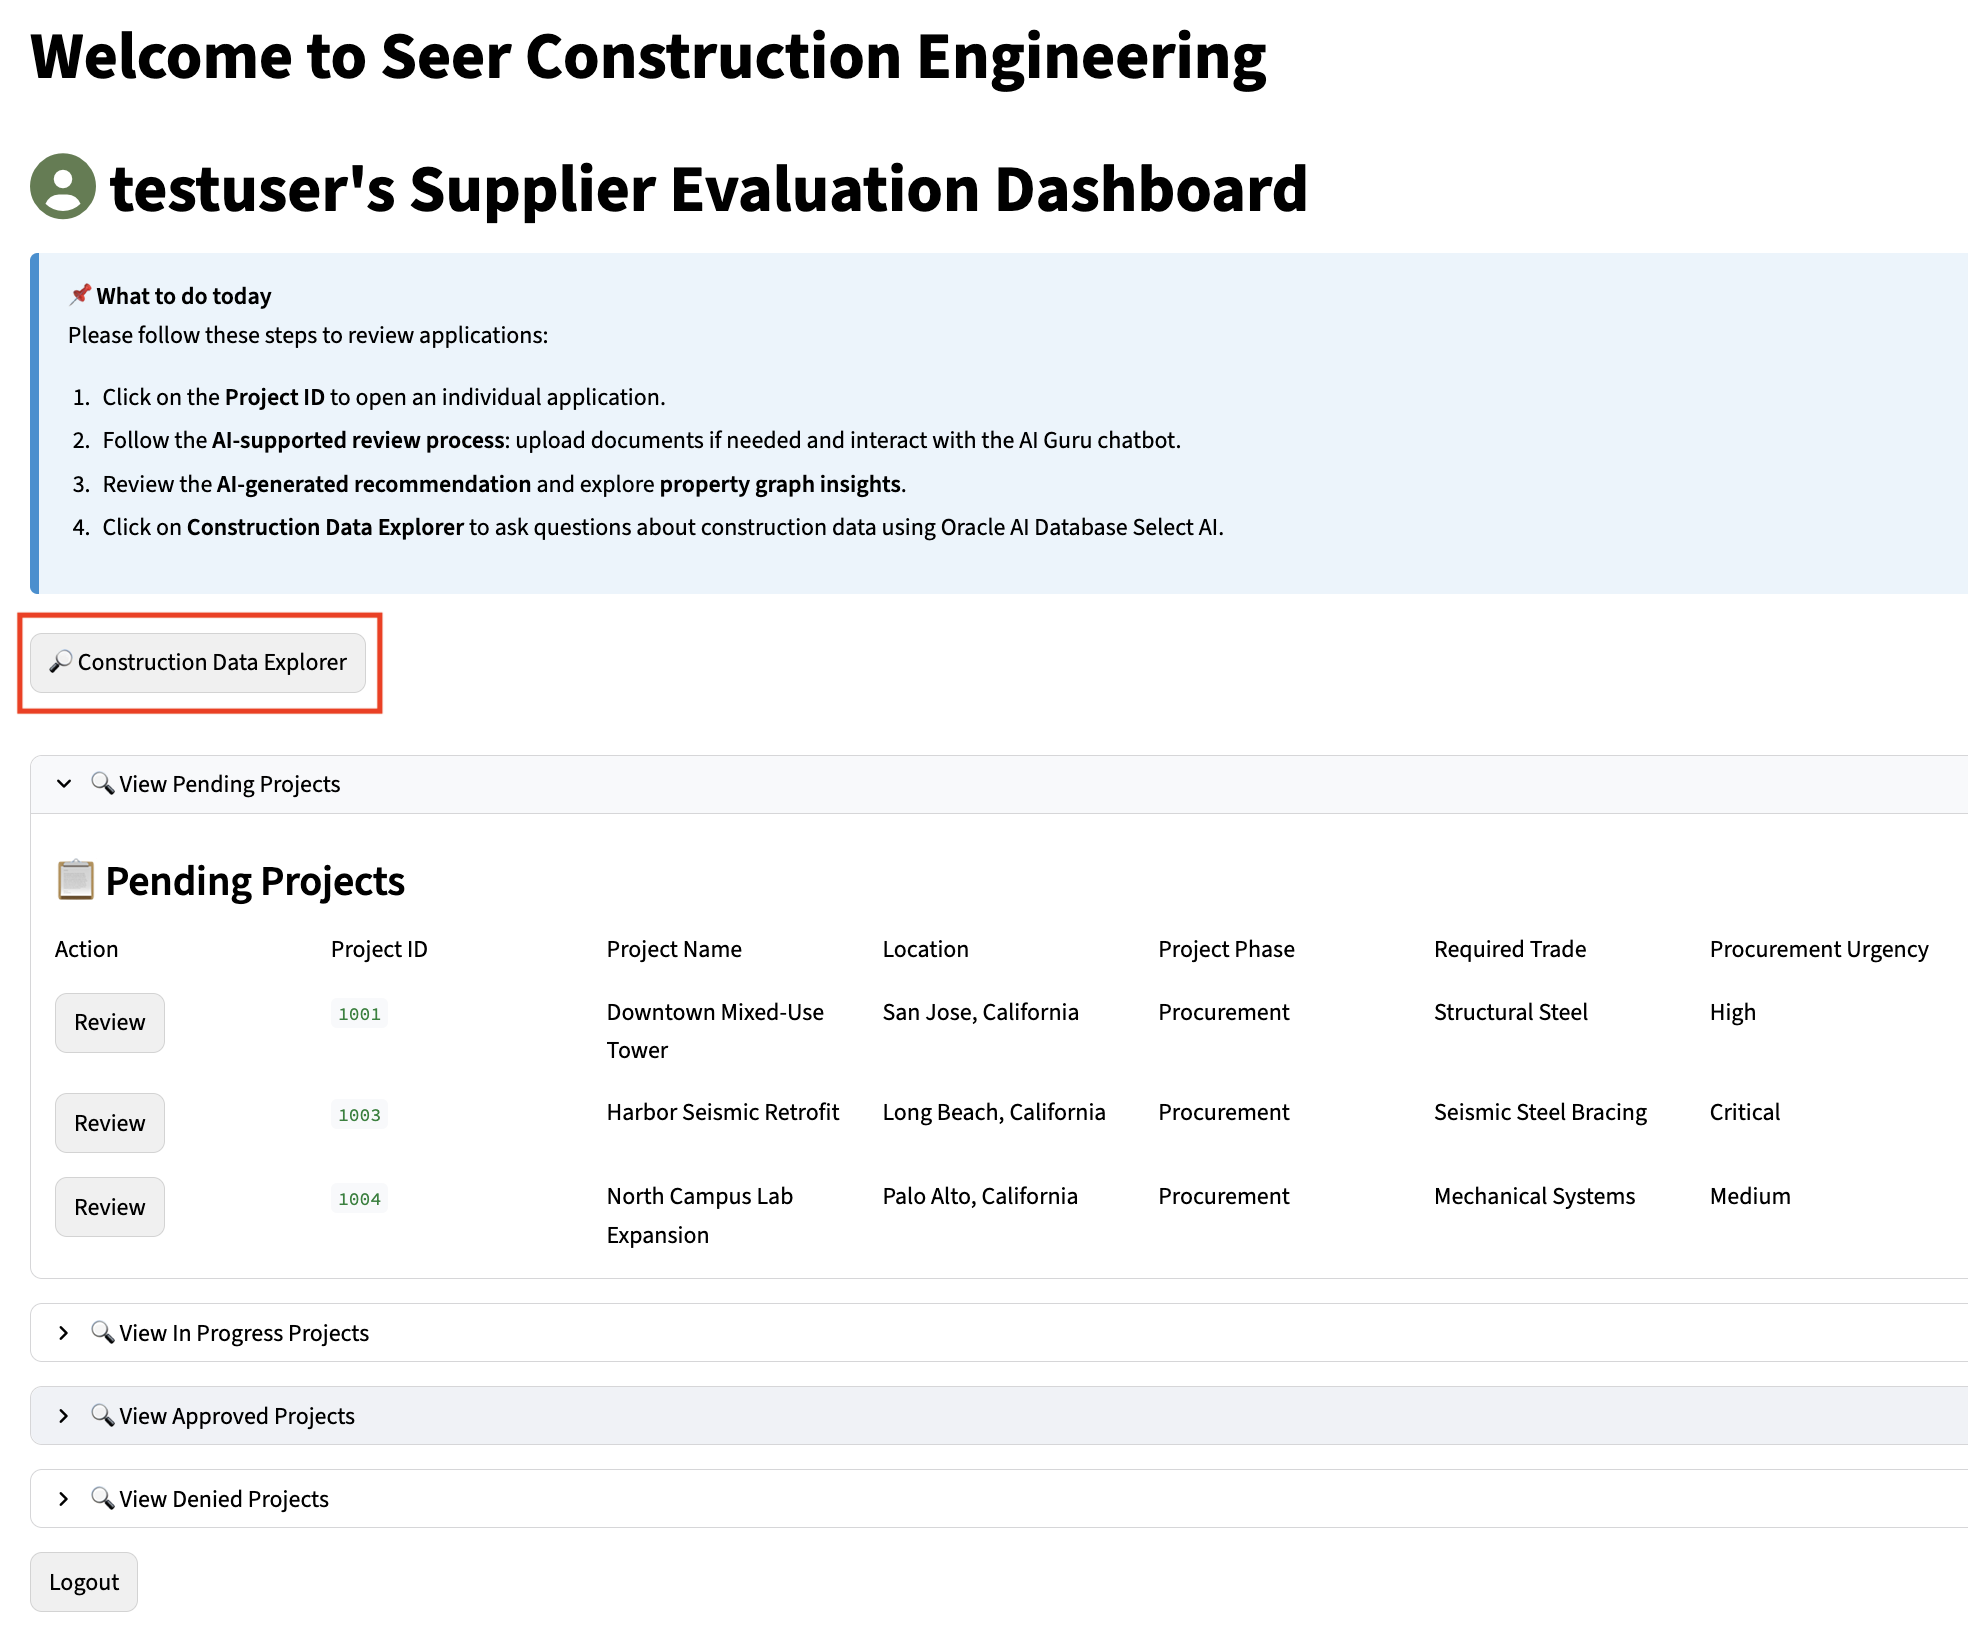 Welcome to Seer Construction Engineering
testuser's Supplier Evaluation Dashboard
What to do today
Please follow these steps to review applications:
1. Click on the Project ID to open an individual application.
2. Follow the AI-supported review process: upload documents if needed and interact with the AI Guru chatbot.
3. Review the AI-generated recommendation and explore property graph insights.
4. Click on Construction Data Explorer to ask questions about construction data using Oracle AI Database Select AI.
Construction Data Explorer
View Pending Projects
Pending Projects
Action Project ID Project Name Location Project Phase Required Trade Procurement Urgency
Review 1001 Downtown Mixed-Use San Jose, California Procurement Structural Steel High
Tower
Review 1003 Harbor Seismic Retrofit Long Beach, California Procurement Seismic Steel Bracing Critical
Review 1004 North Campus Lab Palo Alto, California Procurement Mechanical Systems Medium
Expansion
View In Progress Projects
View Approved Projects
View Denied Projects
Logout